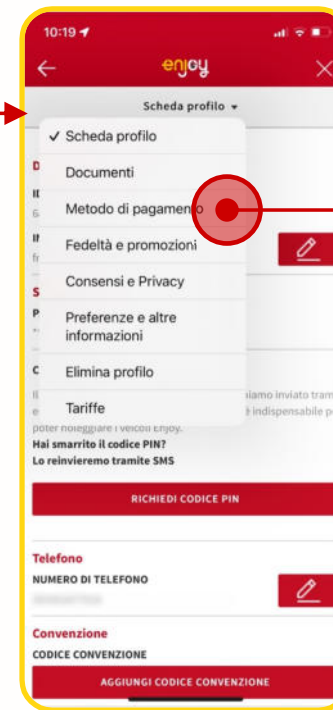 10:19
enjoy
Scheda profilo
✓ Scheda profilo
Documenti
Metodo di pagamento
Fedeltà e promozioni
Consensi e Privacy
Preferenze e altre
informazioni
Elimina profilo
Tariffe
iamo inviato tram
è indispensabile p
poter noleggiare i veicoli Enjoy.
Hai smarrito il codice PIN?
Lo reinvieremo tramite SMS
RICHIEDI CODICE PIN
Telefono
NUMERO DI TELEFONO
Convenzione
CODICE CONVENZIONE
AGGIUNGI CODICE CONVENZIONE